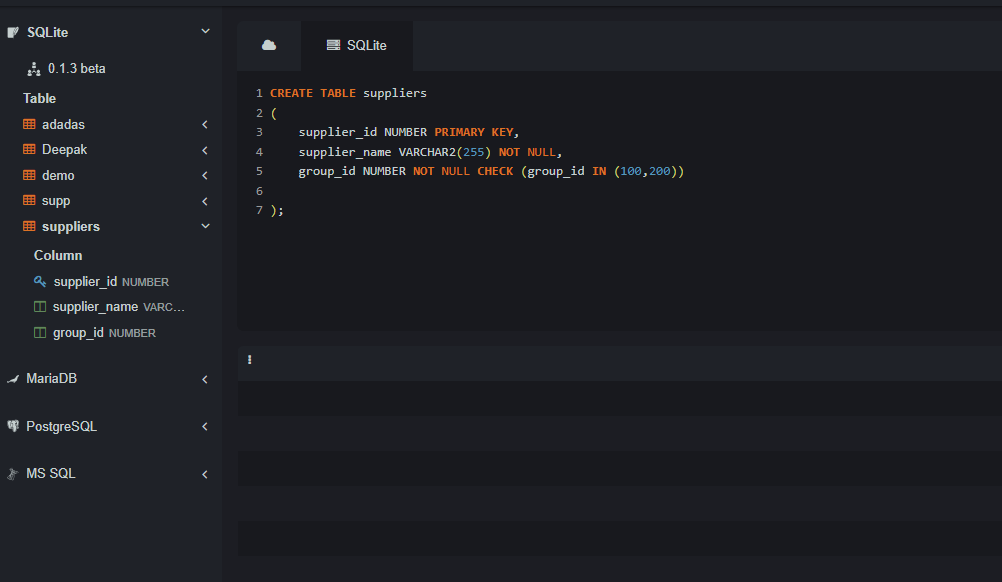 SQLite
0.1.3 beta
Table
adadas
Deepak
demo
supp
suppliers
Column
supplier_id NUMBER
supplier_name VARC...
group_id NUMBER
MariaDB
PostgreSQL
MS SQL
SQLite
1 CREATE TABLE suppliers
2 (
3     supplier_id NUMBER PRIMARY KEY,
4     supplier_name VARCHAR2(255) NOT NULL,
5     group_id NUMBER NOT NULL CHECK (group_id IN (100,200))
6
7 );